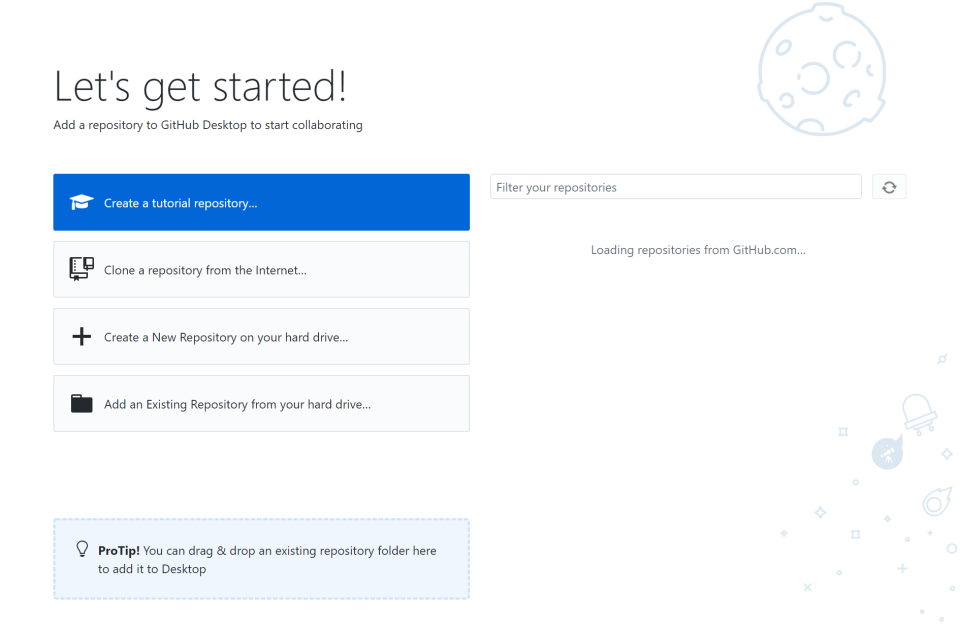 Let's get started!
Add a repository to GitHub Desktop to start collaborating
Create a tutorial repository...
Clone a repository from the Internet...
Create a New Repository on your hard drive...
Add an Existing Repository from your hard drive...
ProTip! You can drag & drop an existing repository folder here
to add it to Desktop
Filter your repositories
Loading repositories from GitHub.com...